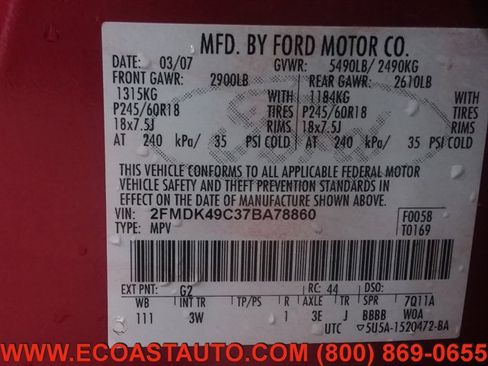 MFD. BY FORD MOTOR CO.
DATE: 03/07 GVWR: 5490LB/ 2490KG
FRONT GAWR: 2900LB REAR GAWR: 2610LB
1315KG WITH 1184KG WITH
P245/60R18 TIRES P245/60R18 TIRES
18x7.5J RIMS 18x7.5J RIMS
AT 240 kPa/ 35 PSI COLD AT 240 kPa/ 35 PSI COLD
THIS VEHICLE CONFORMS TO ALL APPLICABLE FEDERAL MOTOR
VEHICLE SAFETY AND THEFT PREVENTION STANDARDS IN
EFFECT ON THE DATE OF MANUFACTURE SHOWN ABOVE.
VIN: 2FMDK49C37BA78860 F0058
TYPE: MPV T0169
EXT PNT: G2 RC: 44 DSO:
WB INT TR TP/PS R AXLE TR SPR 7Q11A
111 3W 1 3E J BBBB W0A
UTC 5U5A-1520472-BA
WWW.ECOASTAUTO.COM (800) 869-0655